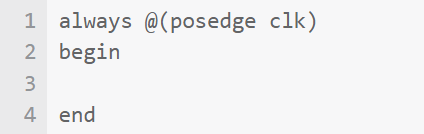 1 always @(posedge clk)
2 begin
3
4 end